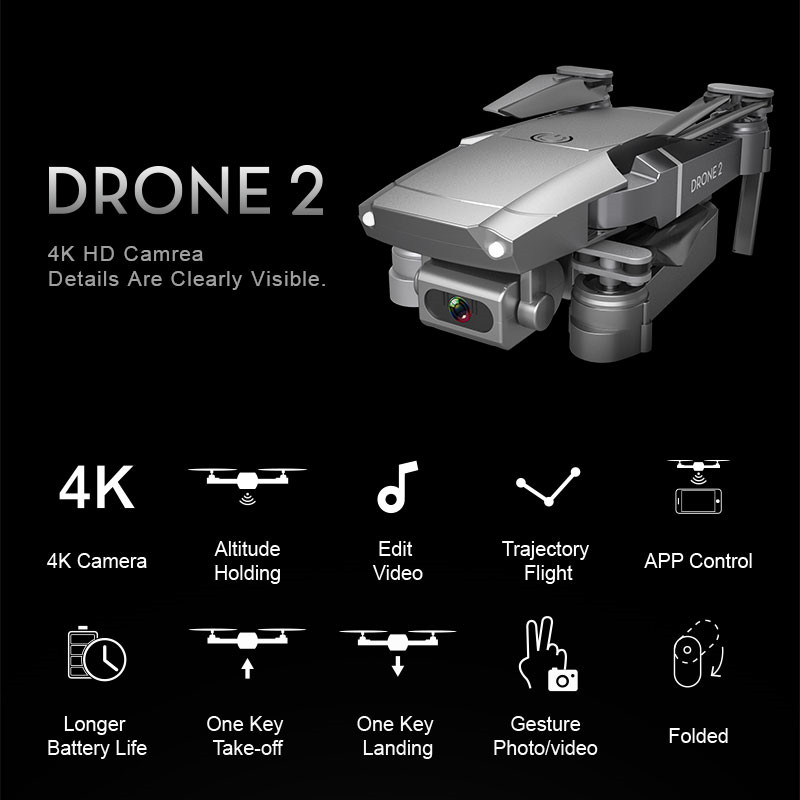 DRONE 2
4K HD Camrea
Details Are Clearly Visible.
DRONE 2
4K
4K Camera
Altitude
Holding
Edit
Video
Trajectory
Flight
APP Control
Longer
Battery Life
One Key
Take-off
One Key
Landing
Gesture
Photo/video
Folded